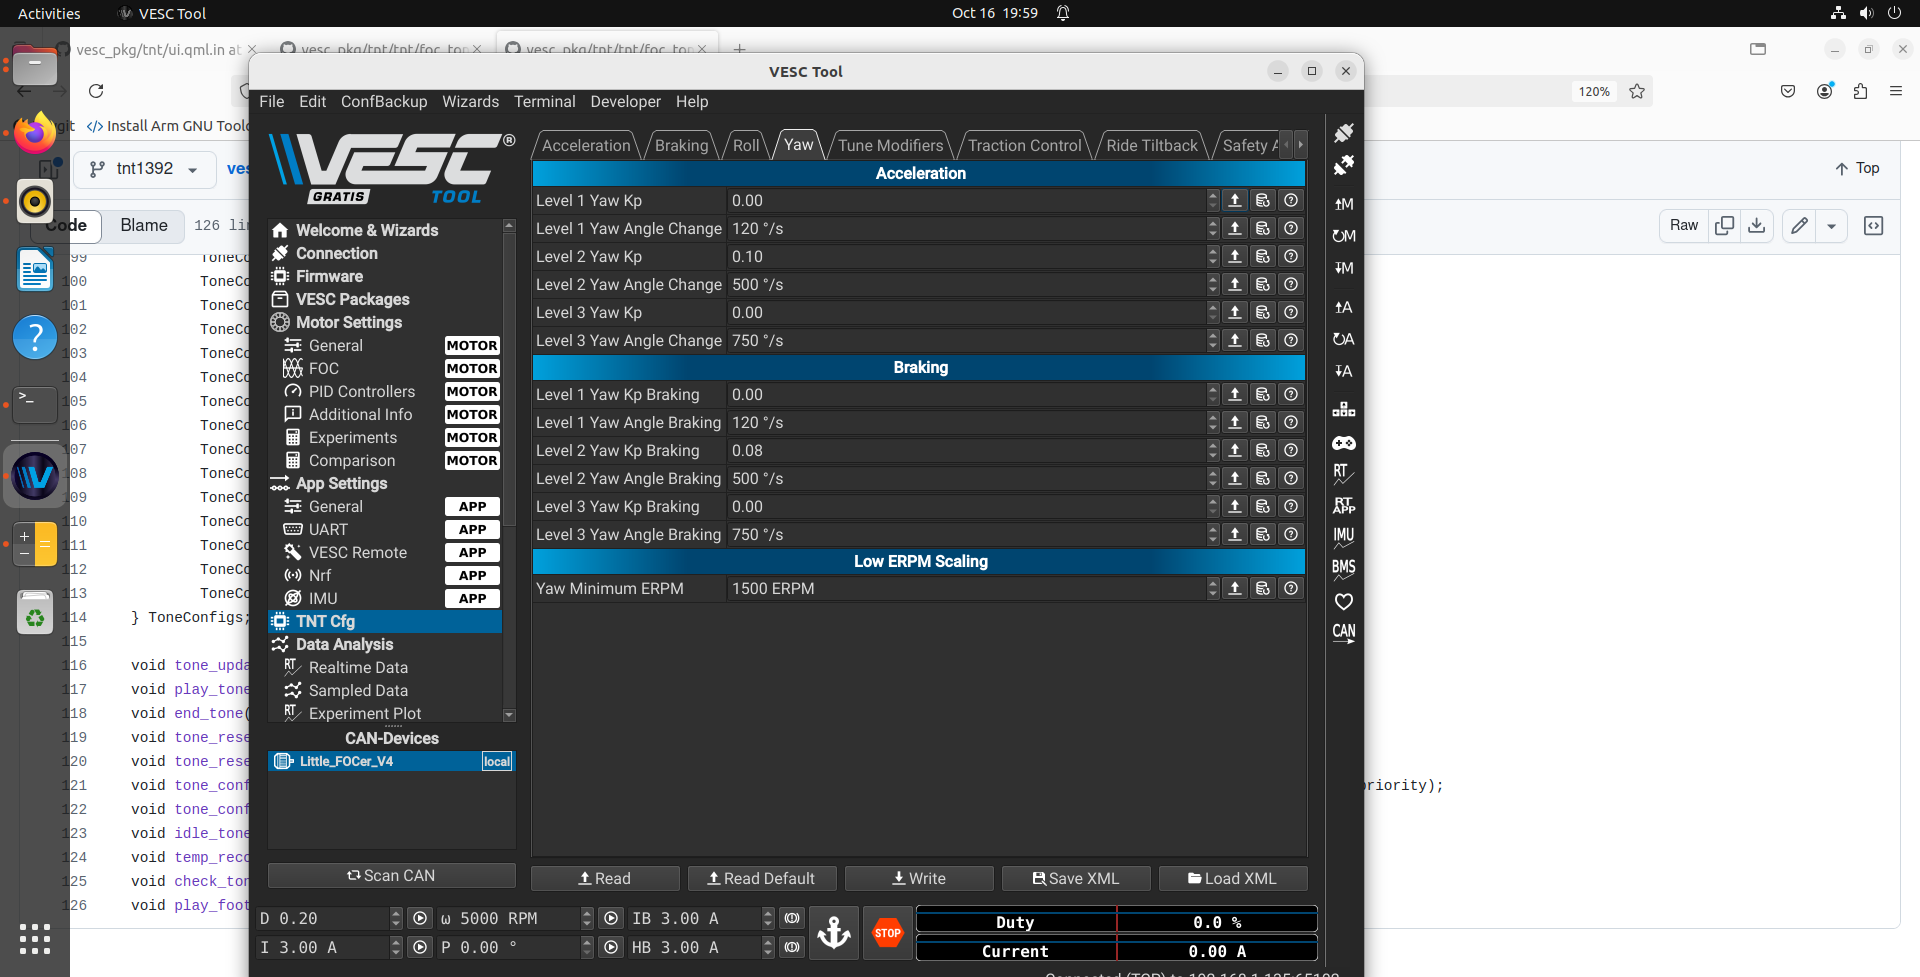 Activities
VESC Tool
Oct 16 19:59
vesc_pkg/tnt/ui.qml.in at
vesc_pkg/tnt/tnt/foc_ton
vesc_pkg/tnt/tnt/foc_ton
VESC Tool
120%
File Edit ConfBackup Wizards Terminal Developer Help
git
Install Arm GNU Toolc
VESC®
GRATIS TOOL
Acceleration Braking Roll Yaw Tune Modifiers Traction Control Ride Tiltback Safety A
tnt1392
ves
Top
Code Blame 126 lin
Raw
Acceleration
Level 1 Yaw Kp 0.00
Level 1 Yaw Angle Change 120 °/s
Level 2 Yaw Kp 0.10
Level 2 Yaw Angle Change 500 °/s
Level 3 Yaw Kp 0.00
Level 3 Yaw Angle Change 750 °/s
Braking
Level 1 Yaw Kp Braking 0.00
Level 1 Yaw Angle Braking 120 °/s
Level 2 Yaw Kp Braking 0.08
Level 2 Yaw Angle Braking 500 °/s
Level 3 Yaw Kp Braking 0.00
Level 3 Yaw Angle Braking 750 °/s
Low ERPM Scaling
Yaw Minimum ERPM 1500 ERPM
Welcome & Wizards
Connection
Firmware
VESC Packages
Motor Settings
General MOTOR
FOC MOTOR
PID Controllers MOTOR
Additional Info MOTOR
Experiments MOTOR
Comparison MOTOR
App Settings
General APP
UART APP
VESC Remote APP
Nrf APP
IMU APP
TNT Cfg
Data Analysis
RT Realtime Data
Sampled Data
RT Experiment Plot
CAN-Devices
Little_FOCer_V4 local
Scan CAN
Read Read Default Write Save XML Load XML
D 0.20 ω 5000 RPM IB 3.00 A
I 3.00 A P 0.00 ° HB 3.00 A
STOP
Duty 0.0 %
Current 0.00 A
M
M
M
A
A
A
RT
RT
APP
IMU
BMS
CAN
99 ToneCo
100 ToneCo
101 ToneCo
102 ToneCo
103 ToneCo
104 ToneCo
105 ToneCo
106 ToneCo
107 ToneCo
108 ToneCo
109 ToneCo
110 ToneCo
111 ToneCo
112 ToneCo
113 ToneCo
114 } ToneConfigs;
115
116 void tone_upda
117 void play_tone
118 void end_tone(
119 void tone_rese
120 void tone_rese
121 void tone_conf priority);
122 void tone_conf
123 void idle_tone
124 void temp_reco
125 void check_ton
126 void play_foot